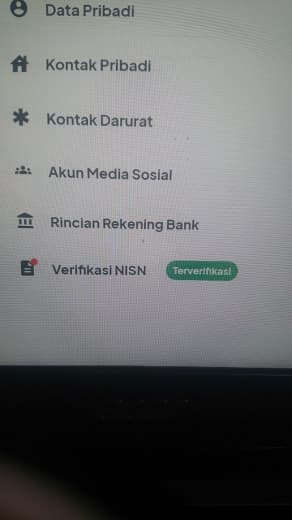 Data Pribadi
Kontak Pribadi
Kontak Darurat
Akun Media Sosial
Rincian Rekening Bank
Verifikasi NISN Terverifikasi